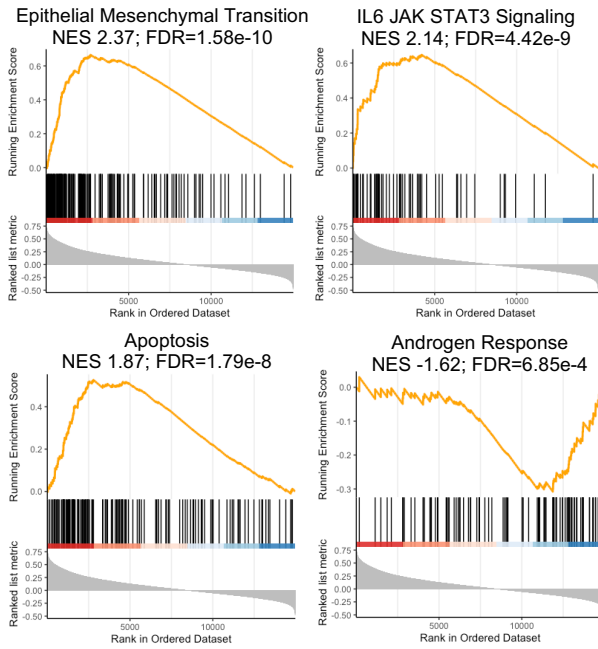 Epithelial Mesenchymal Transition
NES 2.37; FDR=1.58e-10
Running Enrichment Score
0.6
0.4
0.2
0.0
Ranked list metric
0.75
0.50
0.25
0.00
-0.25
-0.50
5000
10000
Rank in Ordered Dataset
IL6 JAK STAT3 Signaling
NES 2.14; FDR=4.42e-9
Running Enrichment Score
0.6
0.4
0.2
0.0
Ranked list metric
0.75
0.50
0.25
0.00
-0.25
-0.50
5000
10000
Rank in Ordered Dataset
Apoptosis
NES 1.87; FDR=1.79e-8
Running Enrichment Score
0.4
0.2
0.0
Ranked list metric
0.75
0.50
0.25
0.00
-0.25
-0.50
5000
10000
Rank in Ordered Dataset
Androgen Response
NES -1.62; FDR=6.85e-4
Running Enrichment Score
0.0
-0.1
-0.2
-0.3
Ranked list metric
0.75
0.50
0.25
0.00
-0.25
-0.50
5000
10000
Rank in Ordered Dataset